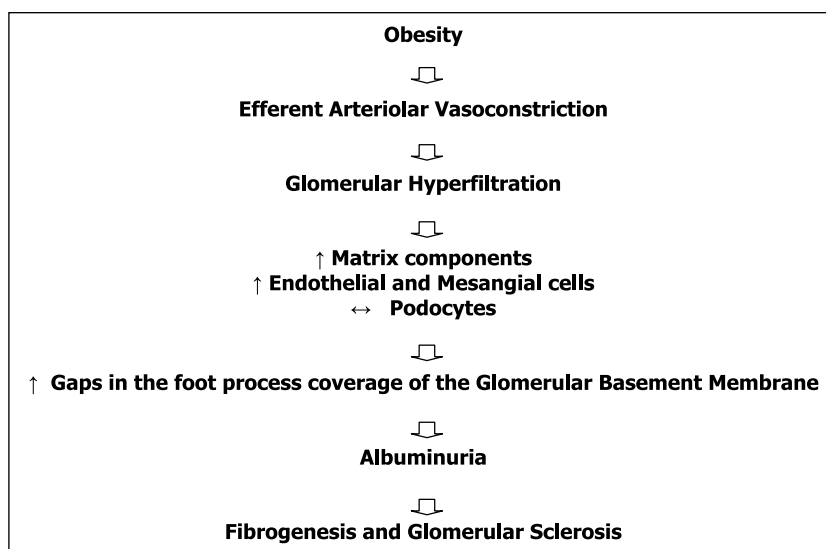 Obesity
Efferent Arteriolar Vasoconstriction
Glomerular Hyperfiltration
↑ Matrix components
↑ Endothelial and Mesangial cells
↔ Podocytes
↑ Gaps in the foot process coverage of the Glomerular Basement Membrane
Albuminuria
Fibrogenesis and Glomerular Sclerosis